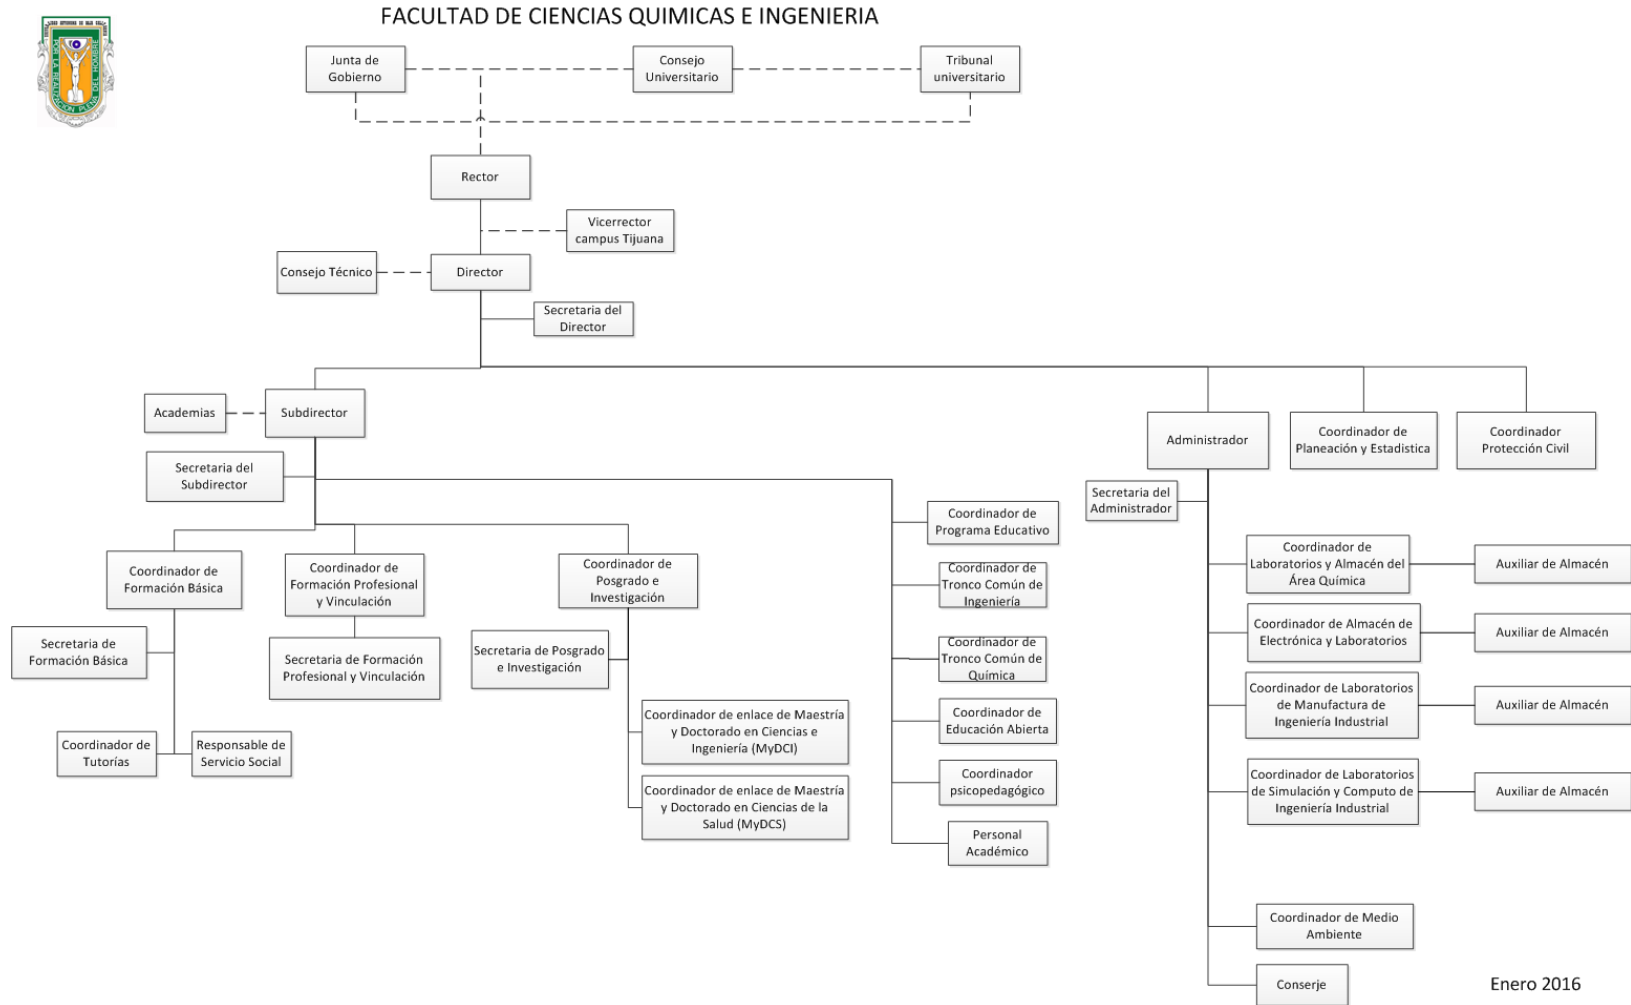 FACULTAD DE CIENCIAS QUIMICAS E INGENIERIA
POR LA REALIZACION PLENA DEL HOMBRE
Junta de
Gobierno
Consejo
Universitario
Tribunal
universitario
Rector
Vicerrector
campus Tijuana
Consejo Técnico
Director
Secretaria del
Director
Academias
Subdirector
Secretaria del
Subdirector
Administrador
Coordinador de
Planeación y Estadistica
Coordinador
Protección Civil
Secretaria del
Administrador
Coordinador de
Formación Básica
Coordinador de
Formación Profesional
y Vinculación
Coordinador de
Posgrado e
Investigación
Secretaria de
Formación Básica
Secretaria de Formación
Profesional y Vinculación
Secretaria de Posgrado
e Investigación
Coordinador de
Tutorías
Responsable de
Servicio Social
Coordinador de enlace de Maestría
y Doctorado en Ciencias e
Ingeniería (MyDCI)
Coordinador de enlace de Maestría
y Doctorado en Ciencias de la
Salud (MyDCS)
Coordinador de
Programa Educativo
Coordinador de
Tronco Común de
Ingeniería
Coordinador de
Tronco Común de
Química
Coordinador de
Educación Abierta
Coordinador
psicopedagógico
Personal
Académico
Coordinador de
Laboratorios y Almacén del
Área Química
Auxiliar de Almacén
Coordinador de Almacén de
Electrónica y Laboratorios
Auxiliar de Almacén
Coordinador de Laboratorios
de Manufactura de
Ingeniería Industrial
Auxiliar de Almacén
Coordinador de Laboratorios
de Simulación y Computo de
Ingeniería Industrial
Auxiliar de Almacén
Coordinador de Medio
Ambiente
Conserje
Enero 2016